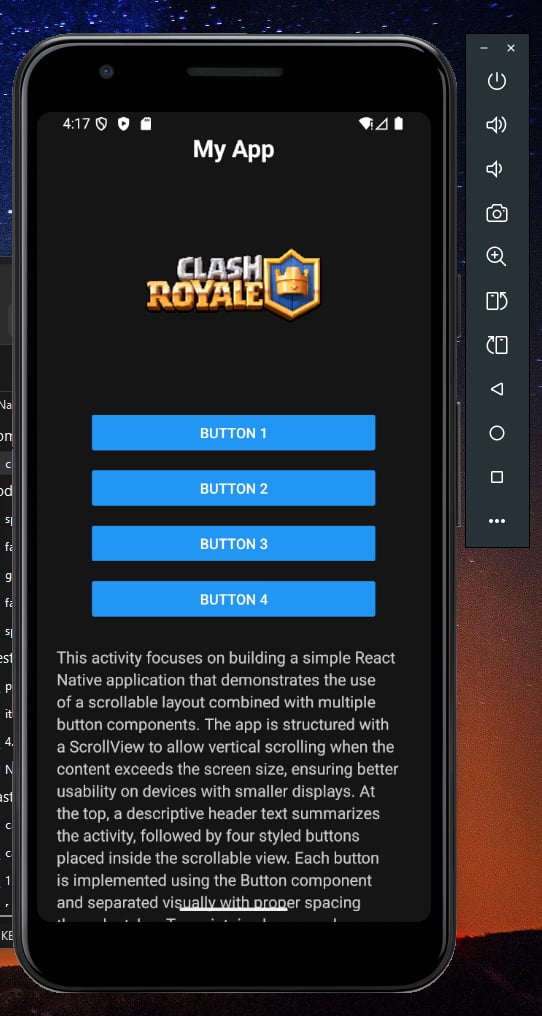 4:17
My App
CLASH
ROYALE
BUTTON 1
BUTTON 2
BUTTON 3
BUTTON 4
This activity focuses on building a simple React
Native application that demonstrates the use
of a scrollable layout combined with multiple
button components. The app is structured with
a ScrollView to allow vertical scrolling when the
content exceeds the screen size, ensuring better
usability on devices with smaller displays. At
the top, a descriptive header text summarizes
the activity, followed by four styled buttons
placed inside the scrollable view. Each button
is implemented using the Button component
and separated visually with proper spacing